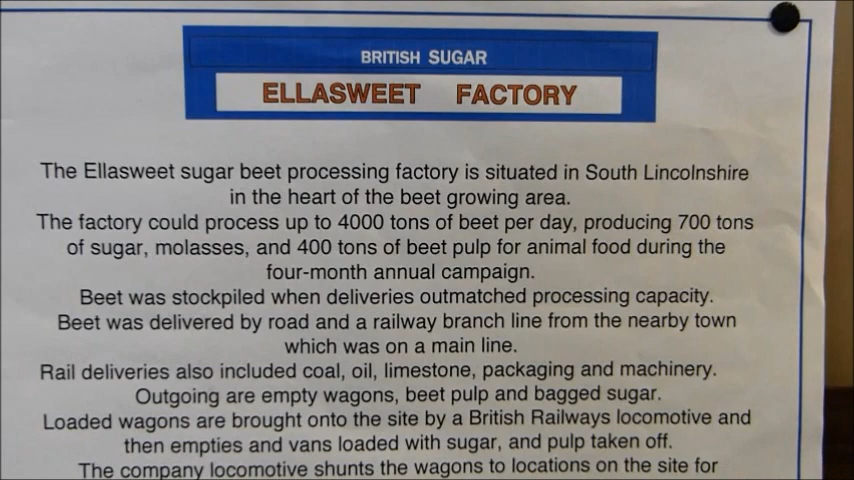 BRITISH SUGAR
ELLASWEET FACTORY
The Ellasweet sugar beet processing factory is situated in South Lincolnshire
in the heart of the beet growing area.
The factory could process up to 4000 tons of beet per day, producing 700 tons
of sugar, molasses, and 400 tons of beet pulp for animal food during the
four-month annual campaign.
Beet was stockpiled when deliveries outmatched processing capacity.
Beet was delivered by road and a railway branch line from the nearby town
which was on a main line.
Rail deliveries also included coal, oil, limestone, packaging and machinery.
Outgoing are empty wagons, beet pulp and bagged sugar.
Loaded wagons are brought onto the site by a British Railways locomotive and
then empties and vans loaded with sugar, and pulp taken off.
The company locomotive shunts the wagons to locations on the site for